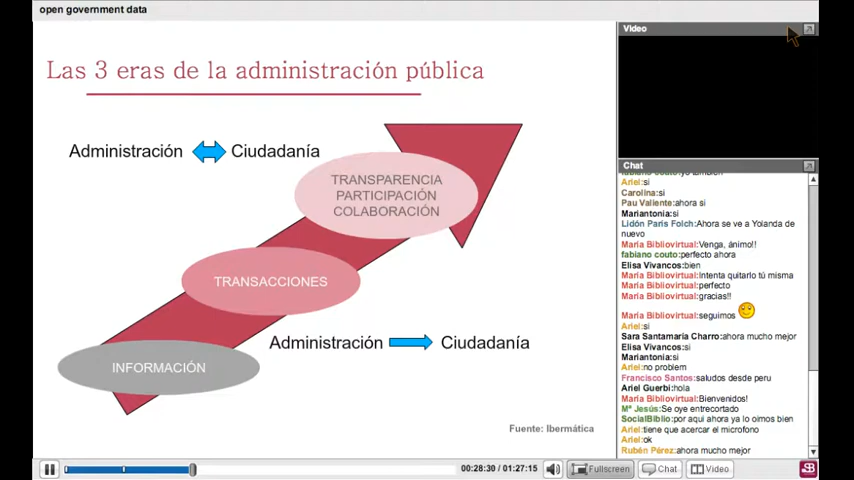 open government data
Las 3 eras de la administración pública
Administración Ciudadanía
TRANSPARENCIA
PARTICIPACIÓN
COLABORACIÓN
TRANSACCIONES
Administración Ciudadanía
INFORMACIÓN
Fuente: Ibermática
Video
Chat
fabiano couto:yo también
Ariel:si
Carolina:si
Pau Valiente:ahora si
Mariantonia:si
Lidón París Folch:Ahora se ve a Yolanda de
nuevo
María Bibliovirtual:Venga, ánimo!!
fabiano couto:perfecto ahora
Elisa Vivancos:bien
María Bibliovirtual:Intenta quitarlo tú misma
María Bibliovirtual:perfecto
María Bibliovirtual:gracias!!
María Bibliovirtual:seguimos
Ariel:si
Sara Santamaría Charro:ahora mucho mejor
Elisa Vivancos:si
Mariantonia:si
Ariel:no problem
Francisco Santos:saludos desde peru
Ariel Guerbi:hola
María Bibliovirtual:Bienvenidos!
Mª Jesús:Se oye entrecortado
SocialBiblio:por aqui ahora ya lo oimos bien
Ariel:tiene que acercar el microfono
Ariel:ok
Rubén Pérez:ahora mucho mejor
00:28:30 / 01:27:15
Fullscreen
Chat
Video
SB